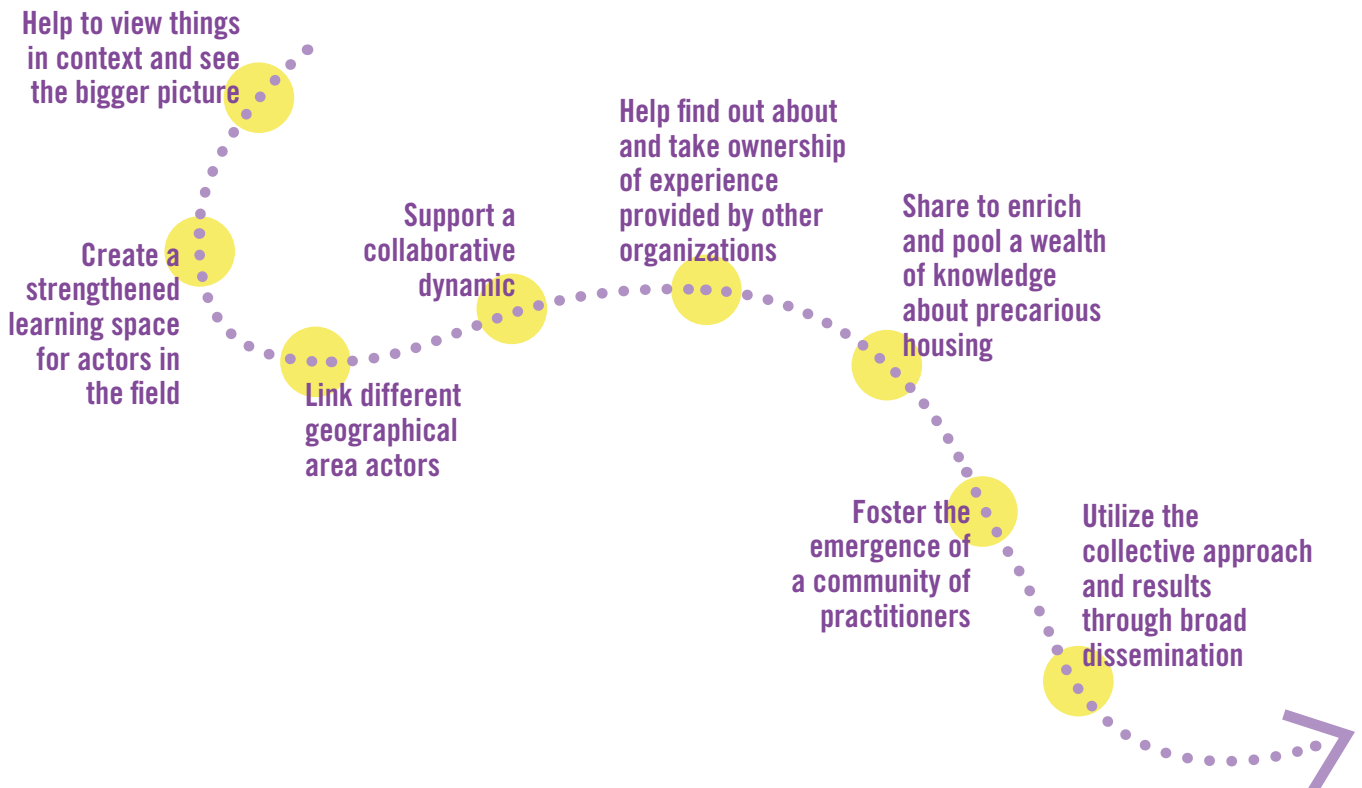 Help to view things
in context and see
the bigger picture
Create a
strengthened
learning space
for actors in
the field
Link different
geographical
area actors
Support a
collaborative
dynamic
Help find out about
and take ownership
of experience
provided by other
organizations
Share to enrich
and pool a wealth
of knowledge
about precarious
housing
Foster the
emergence of
a community of
practitioners
Utilize the
collective approach
and results
through broad
dissemination